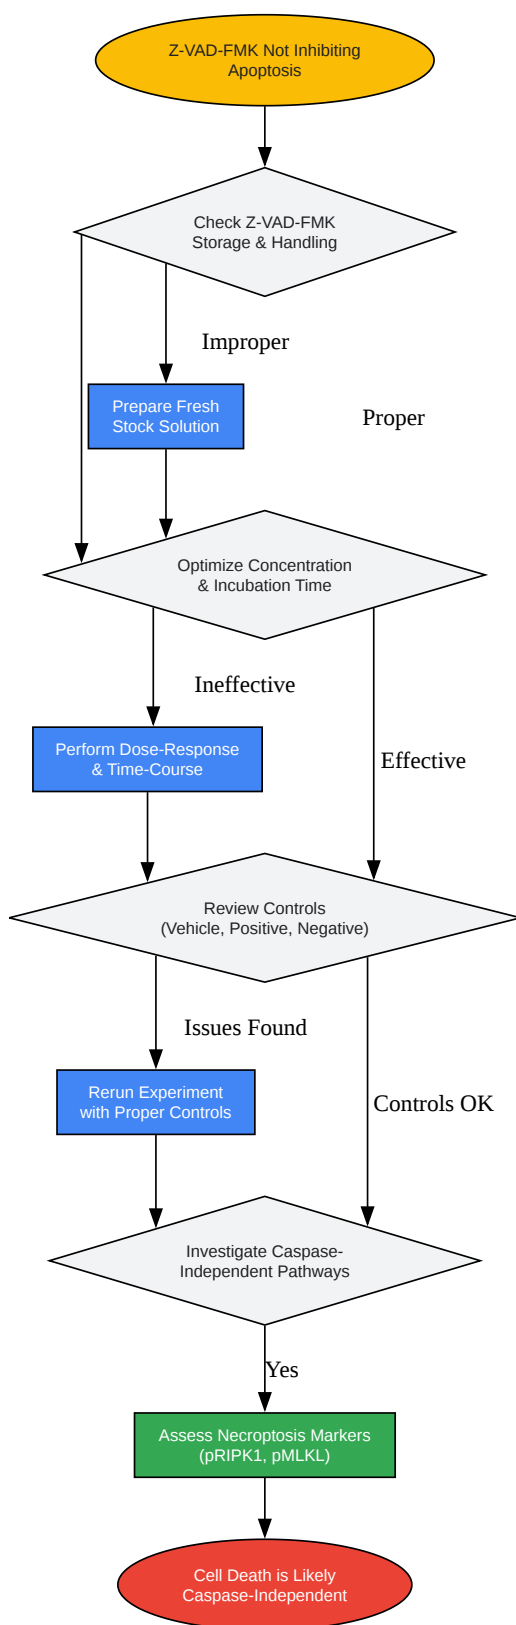 Z-VAD-FMK Not Inhibiting
Apoptosis
Check Z-VAD-FMK
Storage & Handling
Improper
Prepare Fresh
Stock Solution
Proper
Optimize Concentration
& Incubation Time
Ineffective
Perform Dose-Response
& Time-Course
Effective
Review Controls
(Vehicle, Positive, Negative)
Issues Found
Rerun Experiment
with Proper Controls
Controls OK
Investigate Caspase-
Independent Pathways
Yes
Assess Necroptosis Markers
(pRIPK1, pMLKL)
Cell Death is Likely
Caspase-Independent